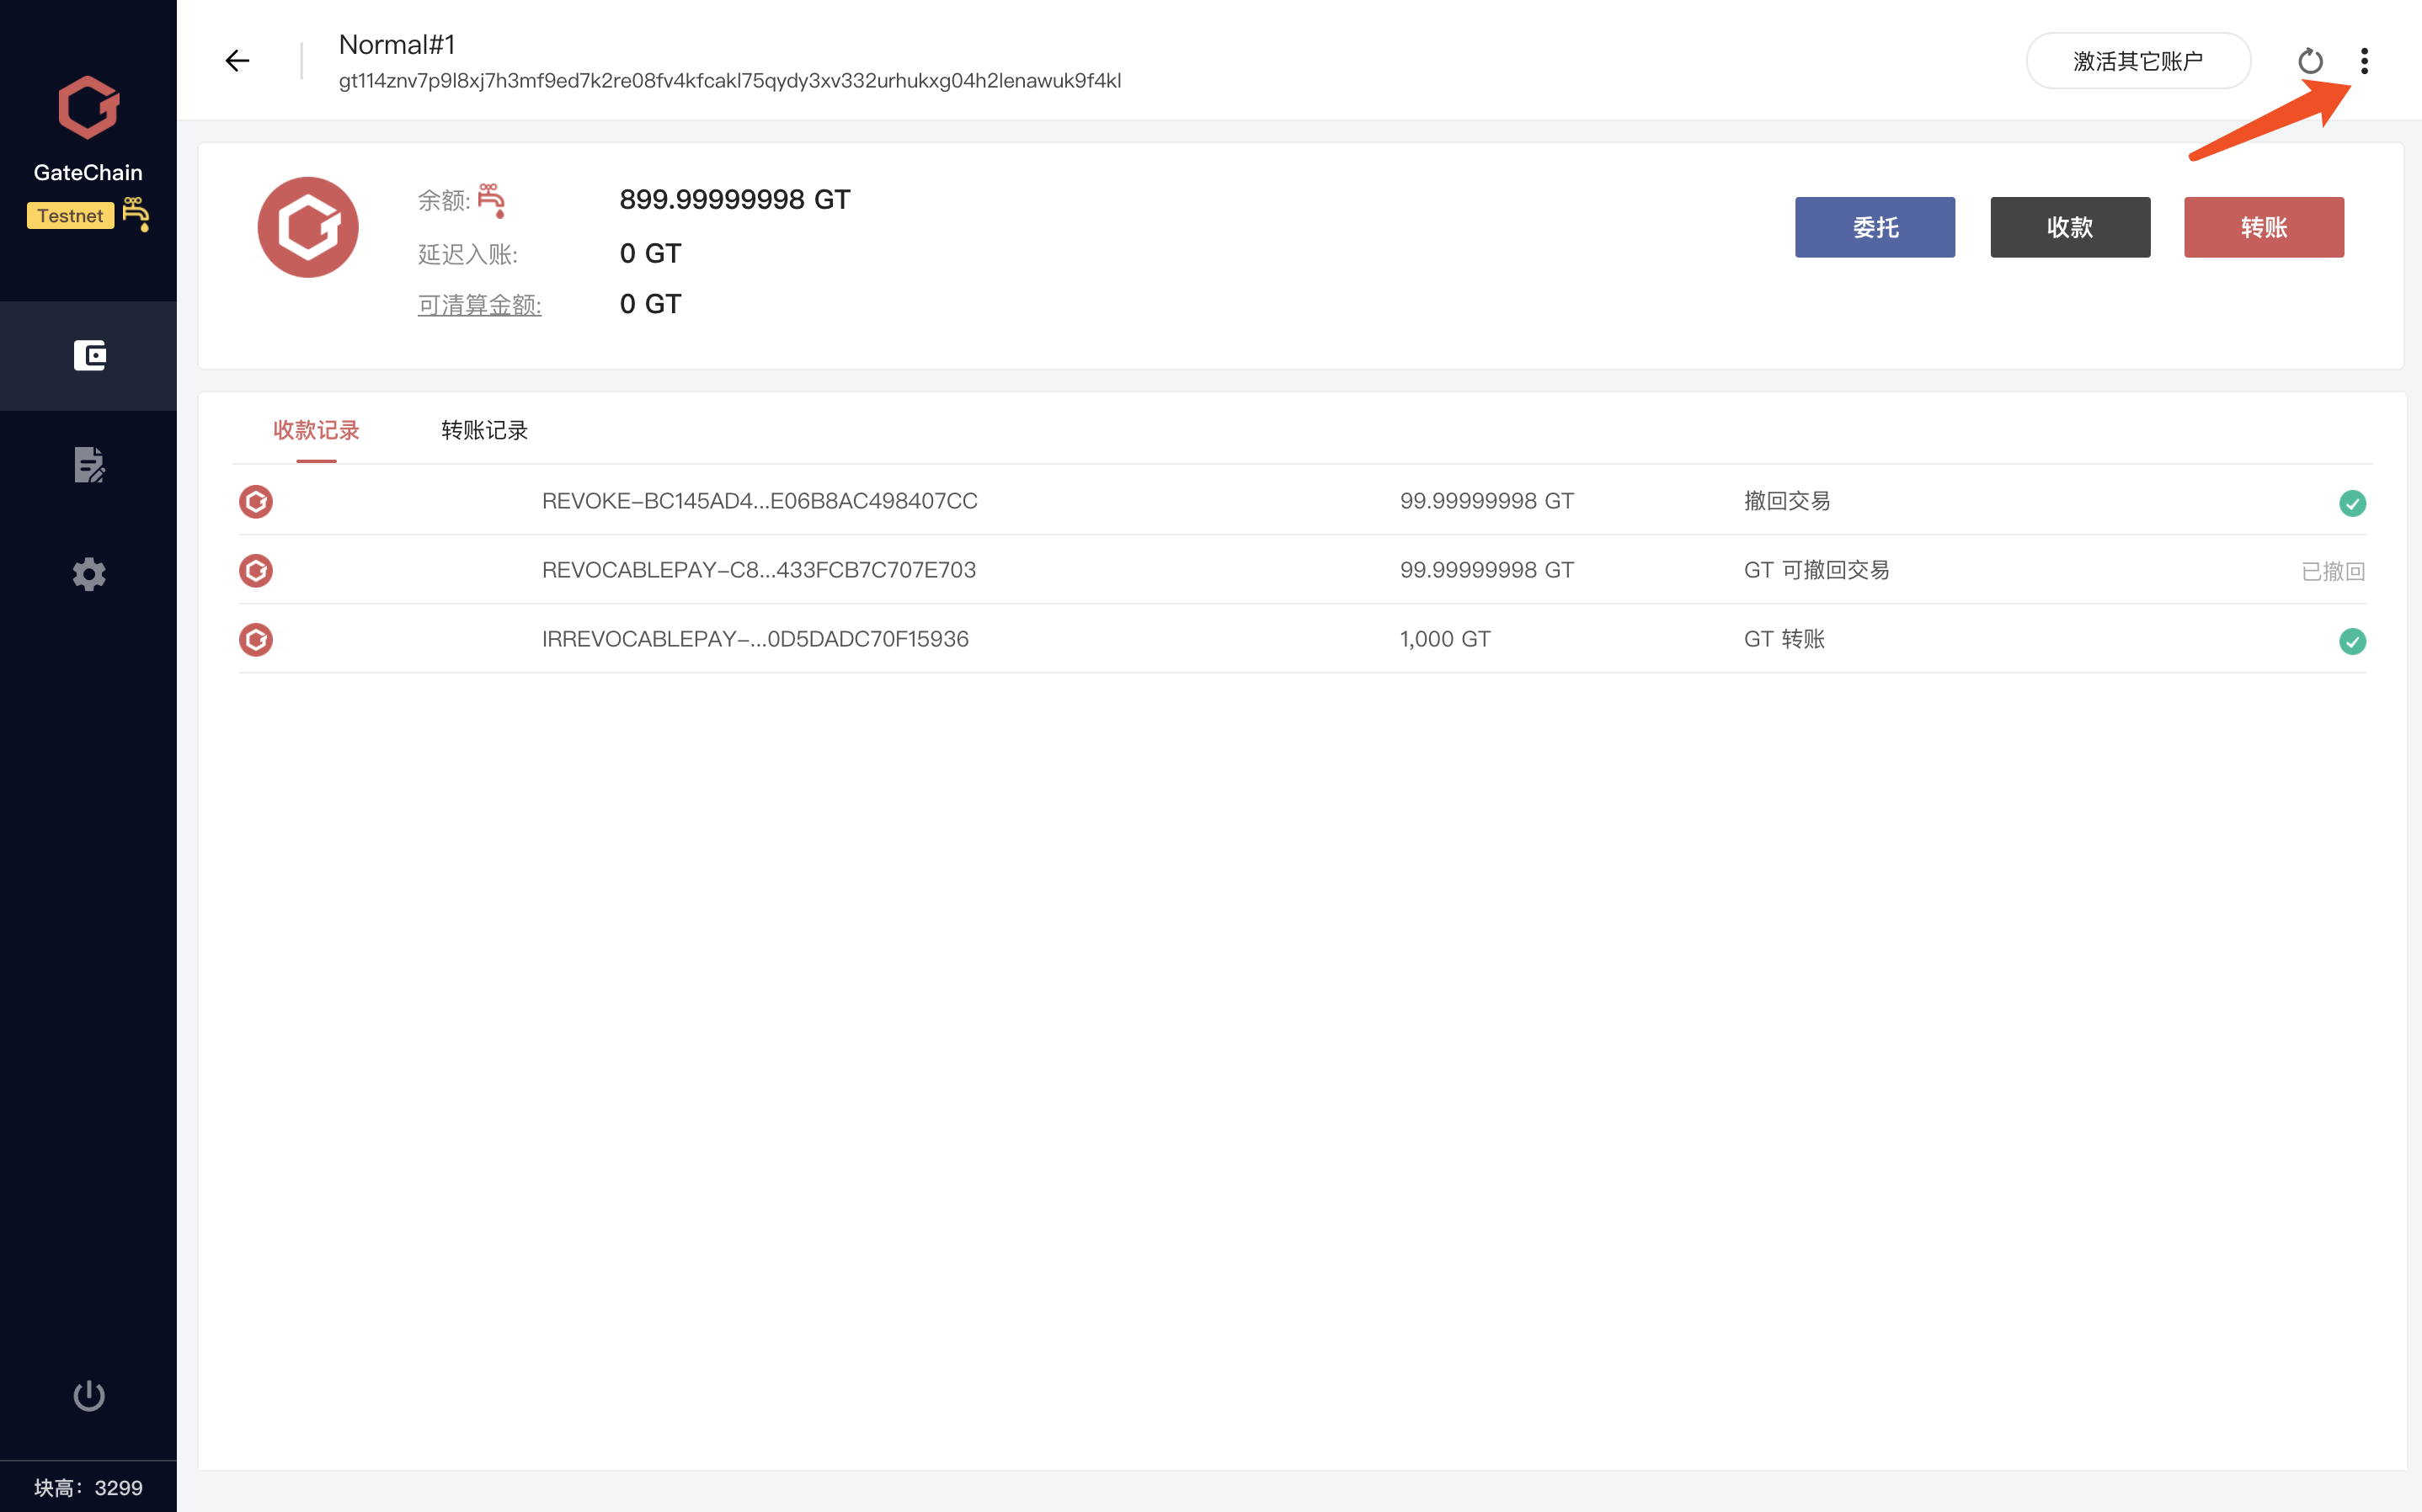 GateChain
Testnet
块高：3299
Normal#1
gt114znv7p9l8xj7h3mf9ed7k2re08fv4kfcakl75qydy3xv332urhukxg04h2lenawuk9f4kl
激活其它账户
余额: 899.99999998 GT
延迟入账: 0 GT
可清算金额: 0 GT
委托 收款 转账
收款记录 转账记录
REVOKE-BC145AD4...E06B8AC498407CC 99.99999998 GT 撤回交易
REVOCABLEPAY-C8...433FCB7C707E703 99.99999998 GT GT 可撤回交易 已撤回
IRREVOCABLEPAY-...0D5DADC70F15936 1,000 GT GT 转账